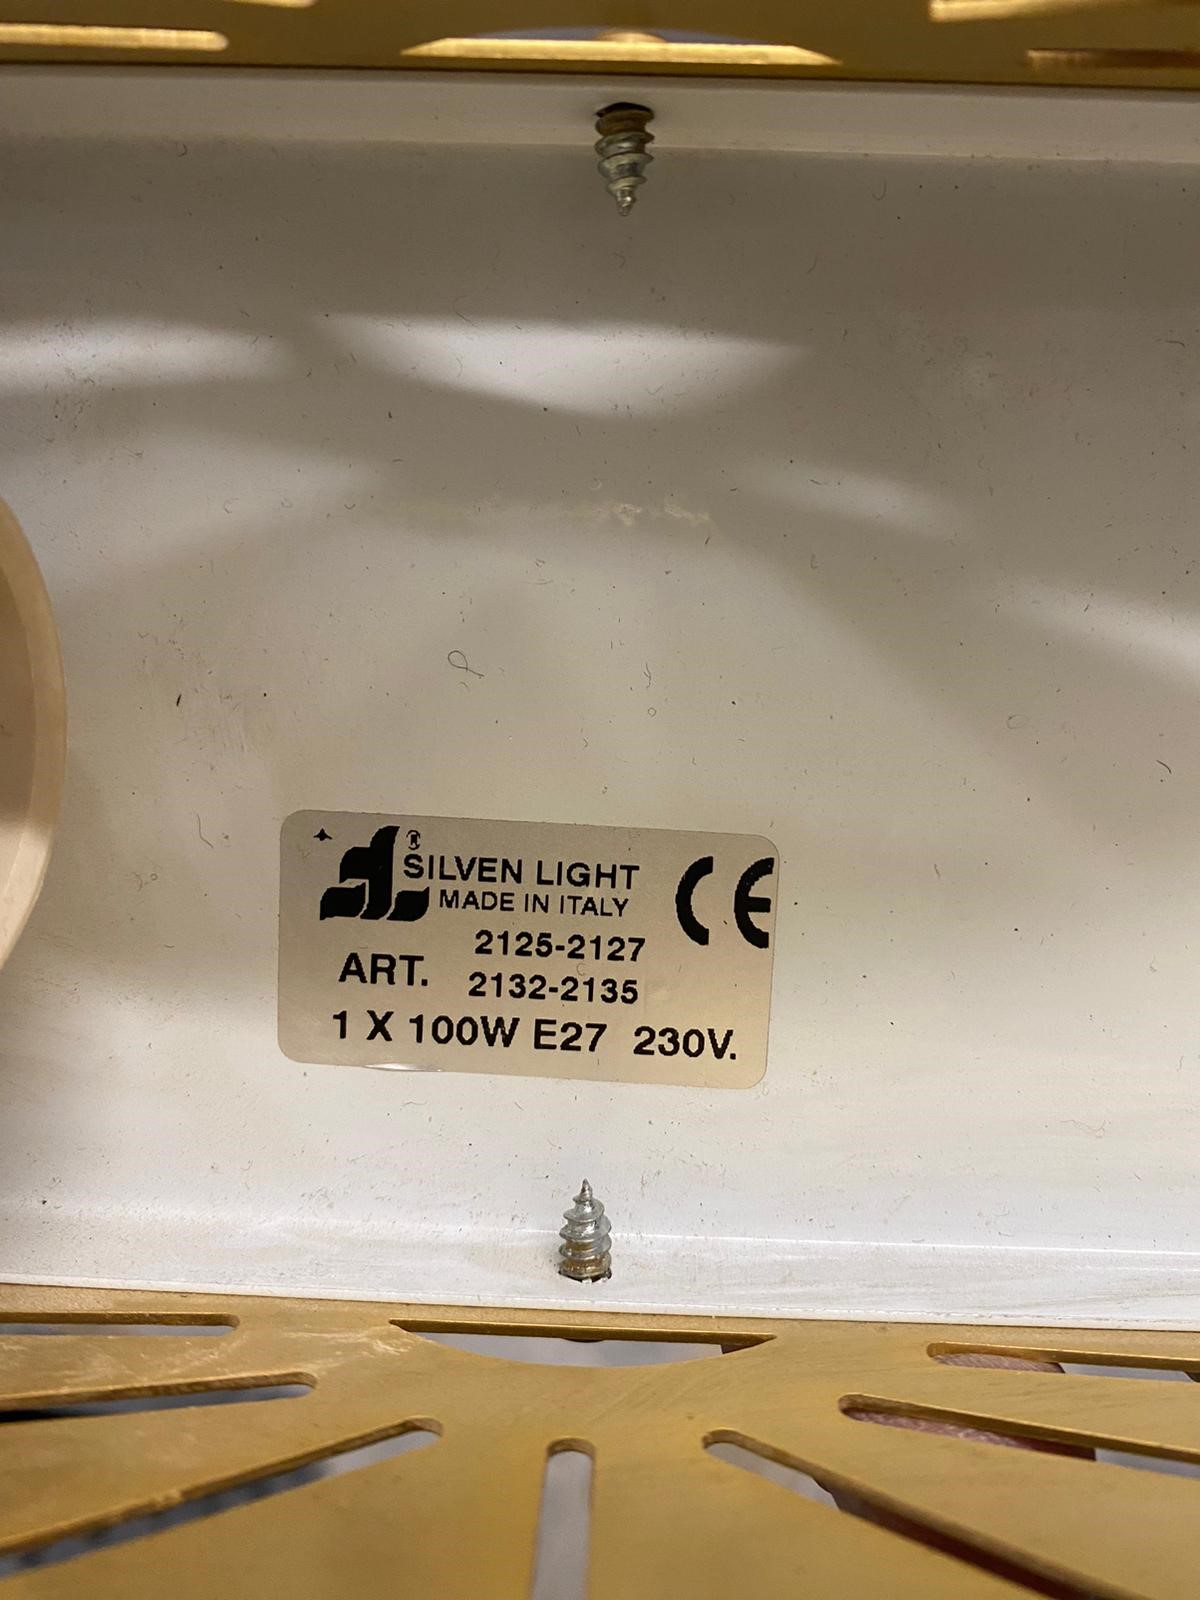 ® SILVEN LIGHT CE
MADE IN ITALY
2125-2127
ART. 2132-2135
1 X 100W E27 230V.